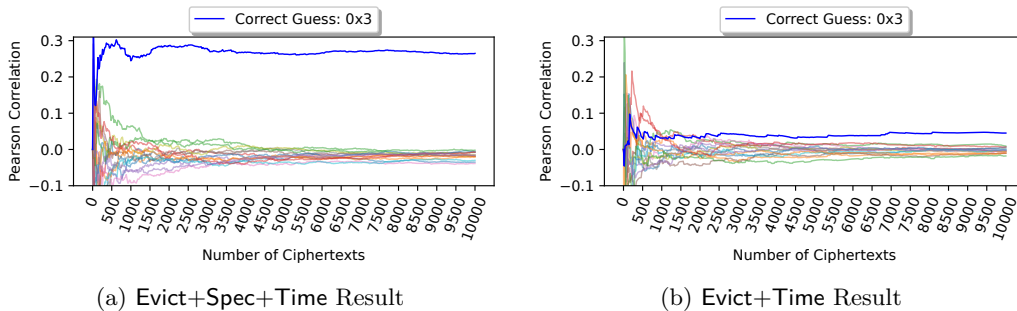 Correct Guess: 0x3
Pearson Correlation
0.3
0.2
0.1
0.0
−0.1
0 500 1000 1500 2000 2500 3000 3500 4000 4500 5000 5500 6000 6500 7000 7500 8000 8500 9000 9500 10000
Number of Ciphertexts
(a) Evict+Spec+Time Result
Correct Guess: 0x3
Pearson Correlation
0.3
0.2
0.1
0.0
−0.1
0 500 1000 1500 2000 2500 3000 3500 4000 4500 5000 5500 6000 6500 7000 7500 8000 8500 9000 9500 10000
Number of Ciphertexts
(b) Evict+Time Result